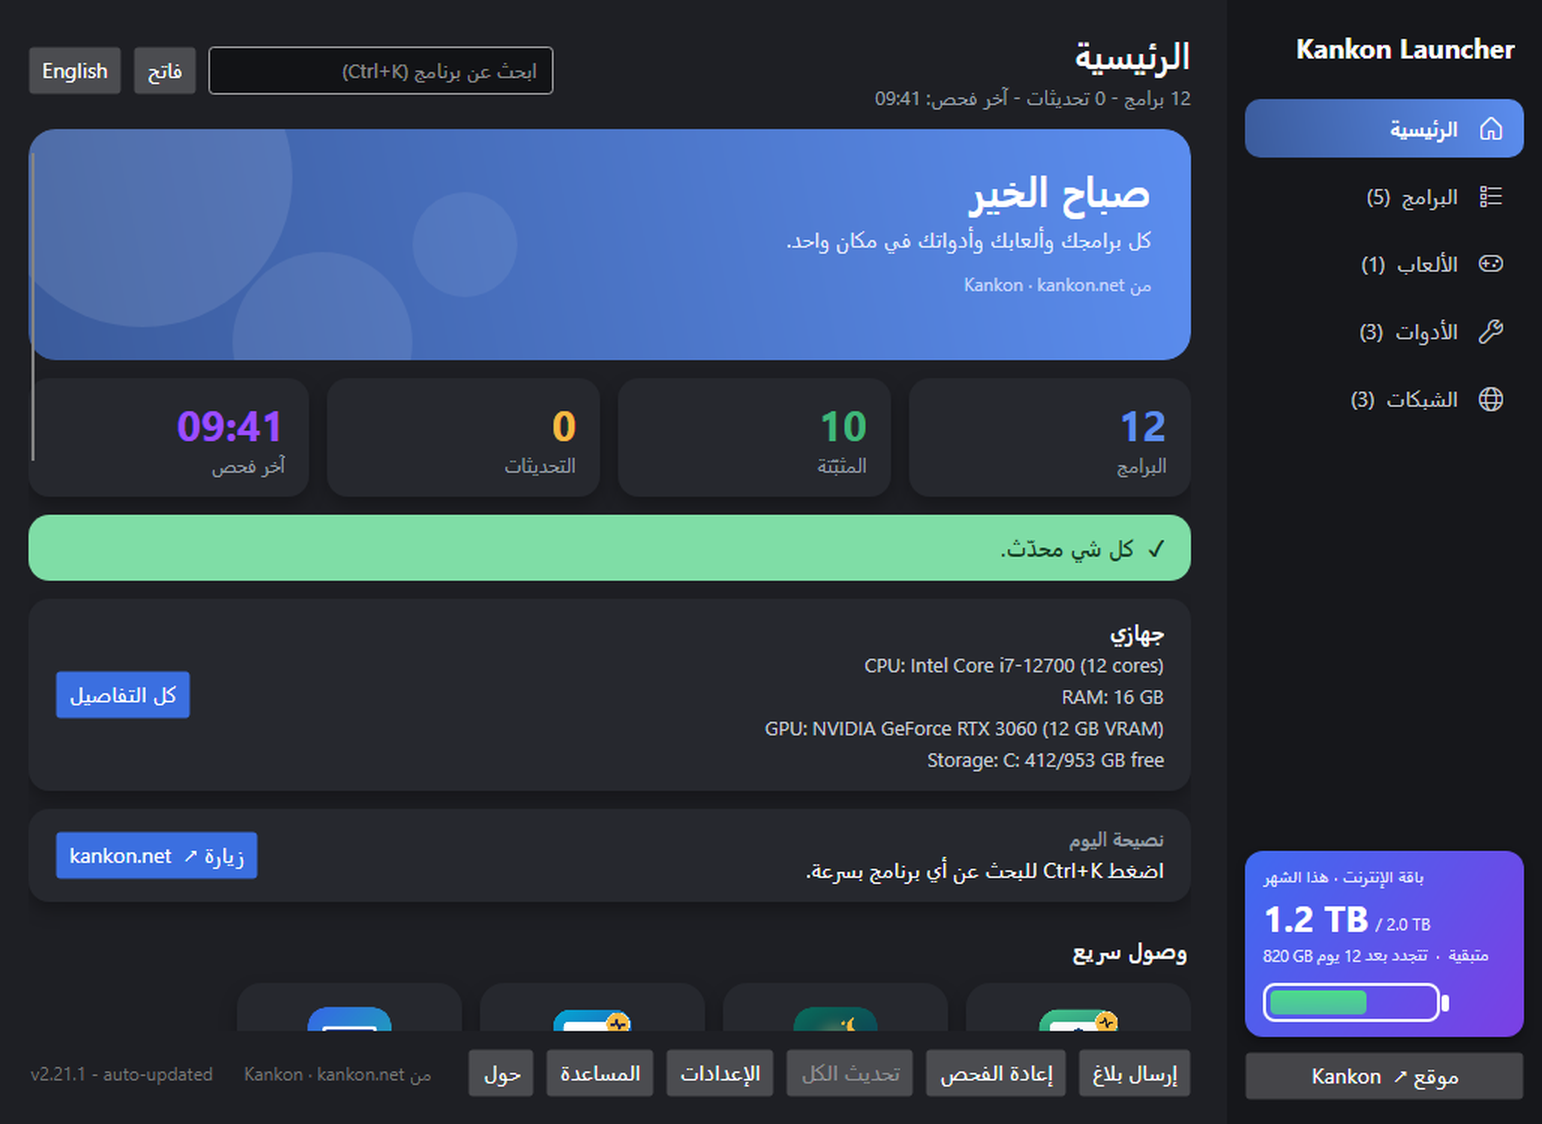 Kankon Launcher
الرئيسية
البرامج (5)
الألعاب (1)
الأدوات (3)
الشبكات (3)
باقة الإنترنت · هذا الشهر
1.2 TB / 2.0 TB
820 GB متبقية · تتجدد بعد 12 يوم
موقع Kankon ↗
الرئيسية
12 برامج - 0 تحديثات - آخر فحص: 09:41
ابحث عن برنامج (Ctrl+K)
فاتح
English
صباح الخير
كل برامجك وألعابك وأدواتك في مكان واحد.
من Kankon · kankon.net
12
البرامج
10
المثبّتة
0
التحديثات
09:41
آخر فحص
✓ كل شي محدّث.
جهازي
CPU: Intel Core i7-12700 (12 cores)
RAM: 16 GB
GPU: NVIDIA GeForce RTX 3060 (12 GB VRAM)
Storage: C: 412/953 GB free
كل التفاصيل
نصيحة اليوم
اضغط Ctrl+K للبحث عن أي برنامج بسرعة.
زيارة kankon.net ↗
وصول سريع
إرسال بلاغ
إعادة الفحص
تحديث الكل
الإعدادات
المساعدة
حول
من Kankon · kankon.net
v2.21.1 - auto-updated